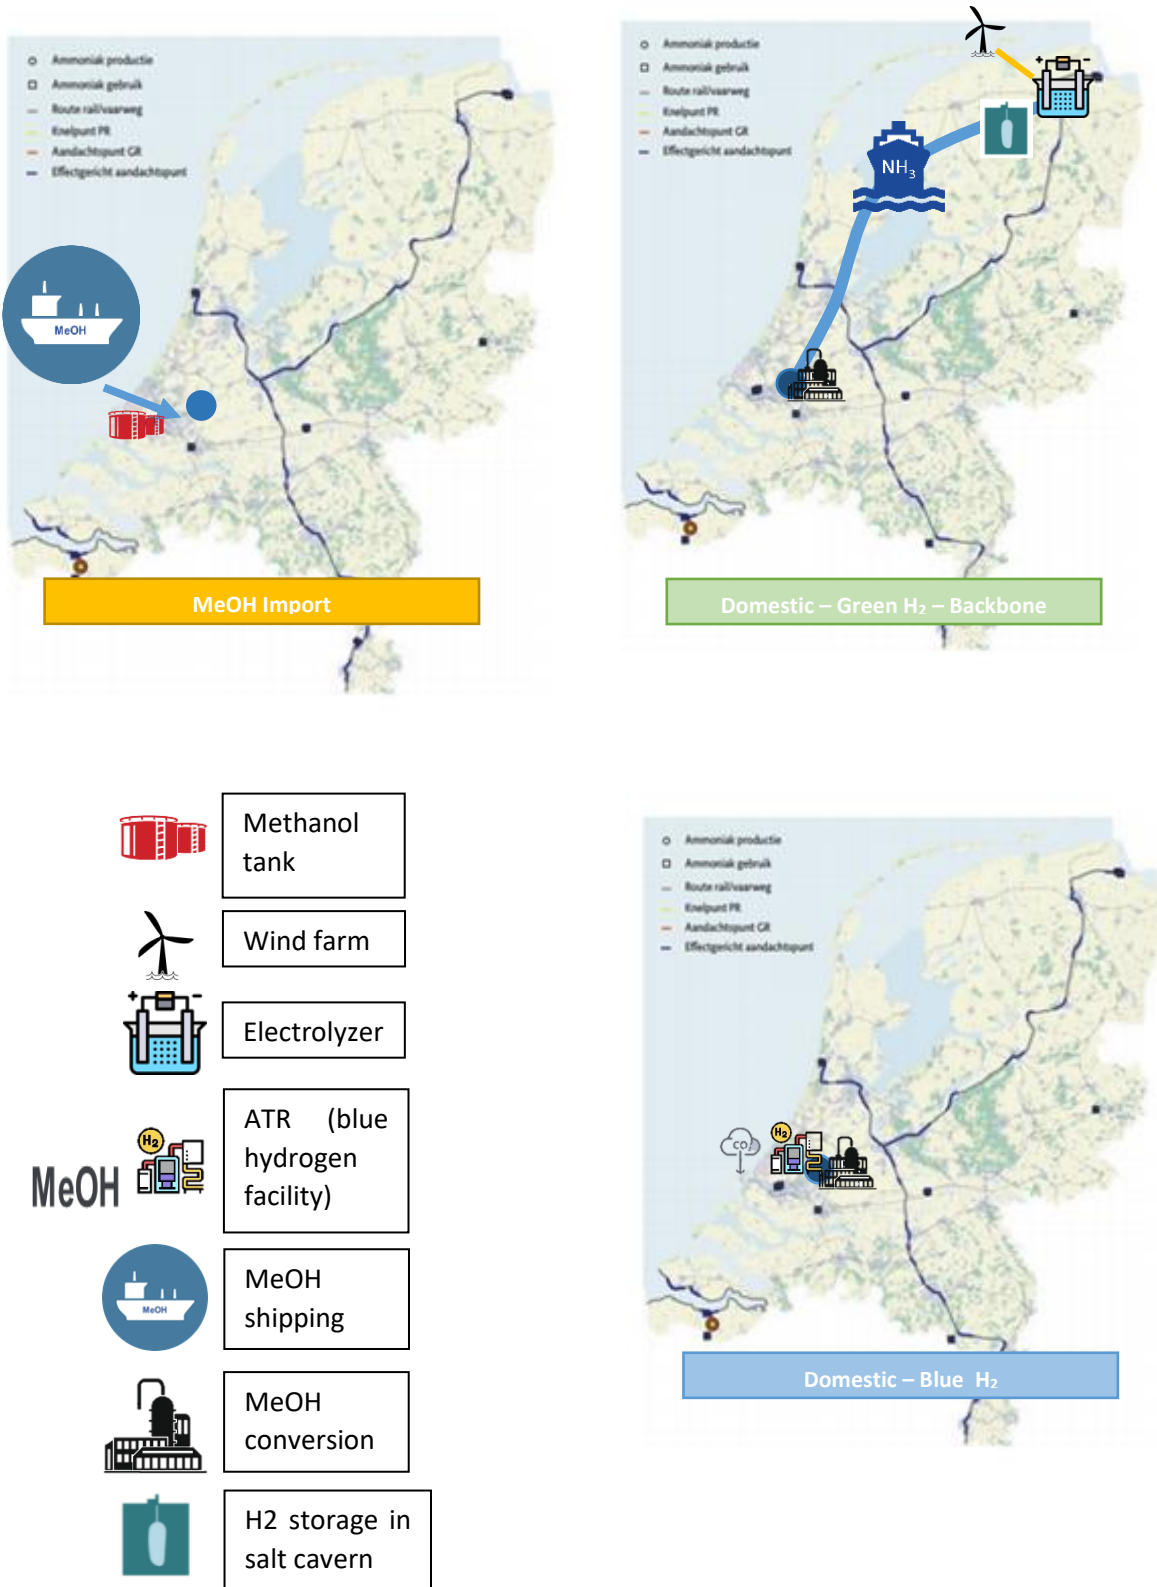 Ammoniak productie
Ammoniak gebruik
Route rail/vaarweg
Knelpunt PR
Aandachtspunt GR
Effectgericht aandachtspunt
MeOH
MeOH Import
Ammoniak productie
Ammoniak gebruik
Route rail/vaarweg
Knelpunt PR
Aandachtspunt GR
Effectgericht aandachtspunt
+ −
NH₃
Domestic – Green H₂ – Backbone
Methanol
tank
Wind farm
+ −
Electrolyzer
MeOH
H₂
ATR (blue
hydrogen
facility)
MeOH
MeOH
shipping
MeOH
conversion
H2 storage in
salt cavern
Ammoniak productie
Ammoniak gebruik
Route rail/vaarweg
Knelpunt PR
Aandachtspunt GR
Effectgericht aandachtspunt
CO₂
H₂
Domestic – Blue H₂